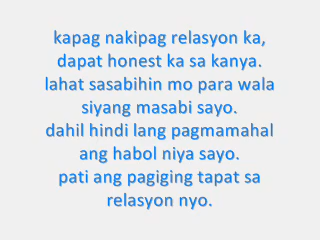 kapag nakipag relasyon ka,
dapat honest ka sa kanya.
lahat sasabihin mo para wala
siyang masabi sayo.
dahil hindi lang pagmamahal
ang habol niya sayo.
pati ang pagiging tapat sa
relasyon nyo.